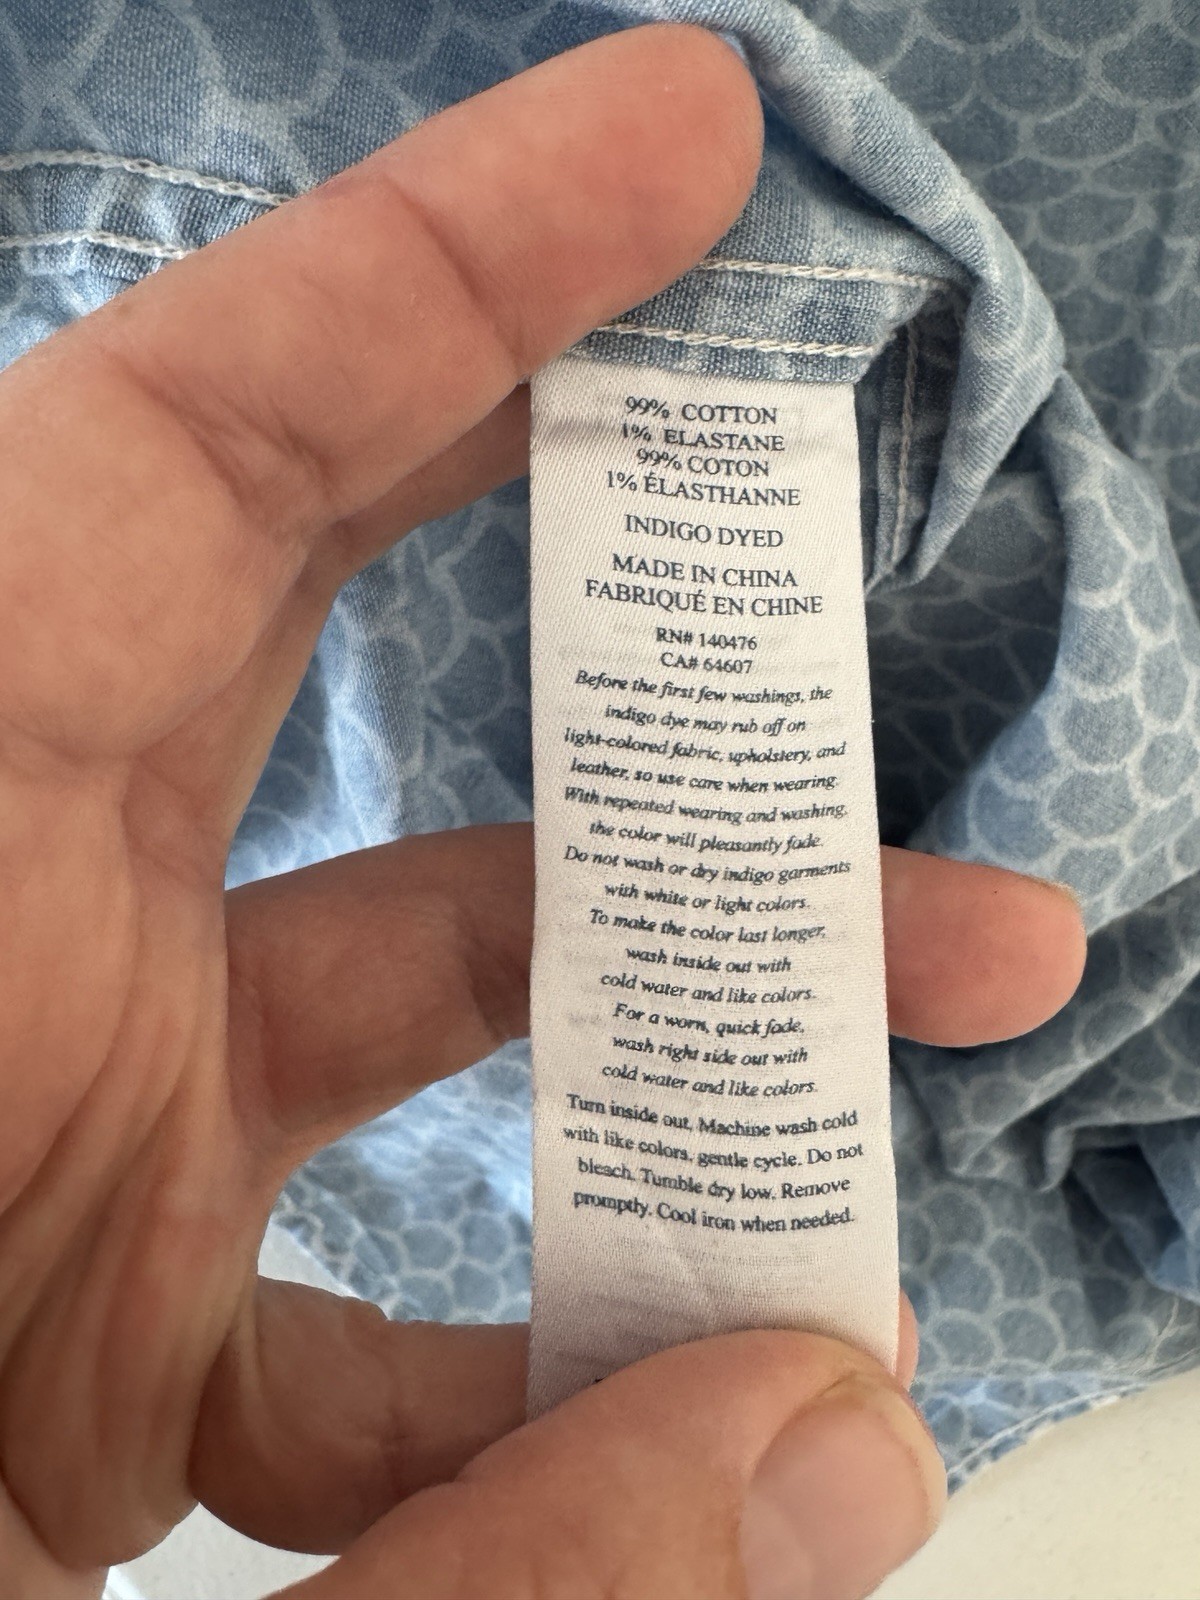 99% COTTON
1% ELASTANE
99% COTON
1% ÉLASTHANNE
INDIGO DYED
MADE IN CHINA
FABRIQUÉ EN CHINE
RN# 140476
CA# 64607
Before the first few washings, the
indigo dye may rub off on
light-colored fabric, upholstery, and
leather, so use care when wearing.
With repeated wearing and washing,
the color will pleasantly fade.
Do not wash or dry indigo garments
with white or light colors.
To make the color last longer,
wash inside out with
cold water and like colors.
For a worn, quick fade,
wash right side out with
cold water and like colors.
Turn inside out, Machine wash cold
with like colors, gentle cycle. Do not
bleach. Tumble dry low. Remove
promptly. Cool iron when needed.